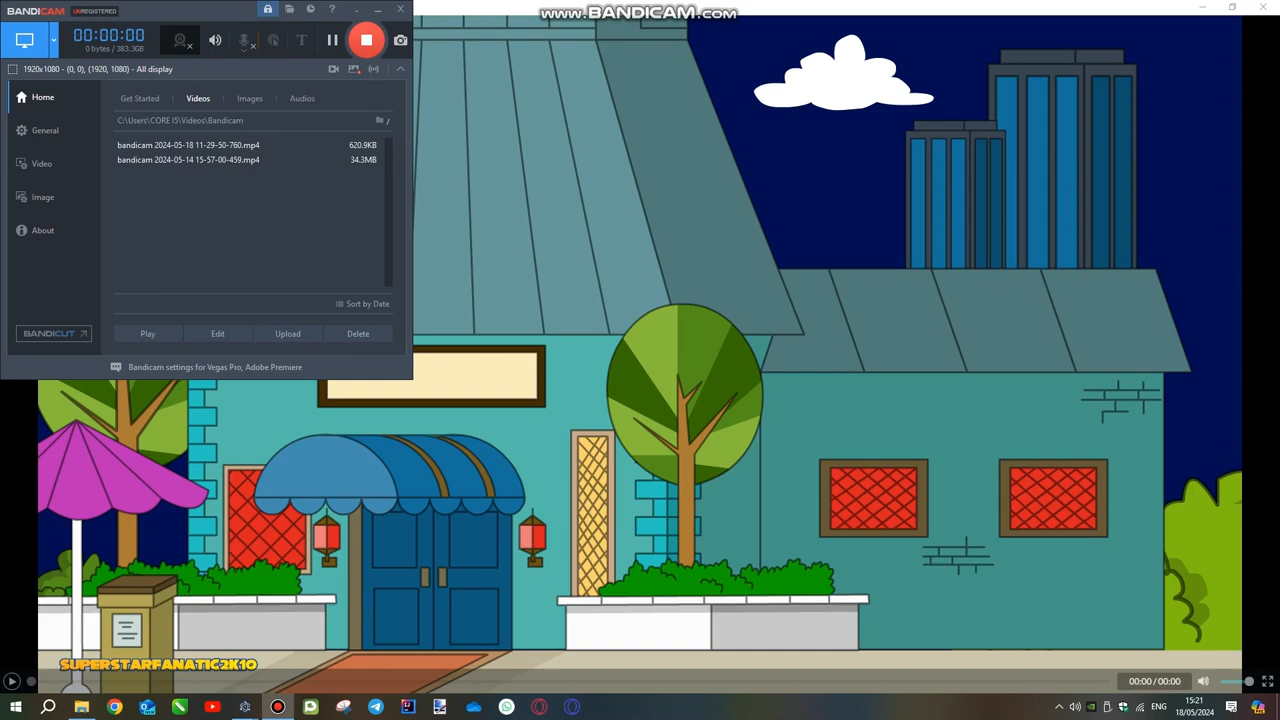 BANDICAM UNREGISTERED
www.BANDICAM.com
00:00:00
0 bytes / 383.3GB
1920x1080 - (0, 0), (1920, 1080) - All display
Home
General
Video
Image
About
BANDICUT
Get Started
Videos
Images
Audios
C:\Users\CORE I5\Videos\Bandicam
bandicam 2024-05-18 11-29-50-760.mp4 620.9KB
bandicam 2024-05-14 15-57-00-459.mp4 34.3MB
Sort by Date
Play
Edit
Upload
Delete
Bandicam settings for Vegas Pro, Adobe Premiere
SUPERSTARFANATIC2K10
00:00 / 00:00
ENG
15:21
18/05/2024